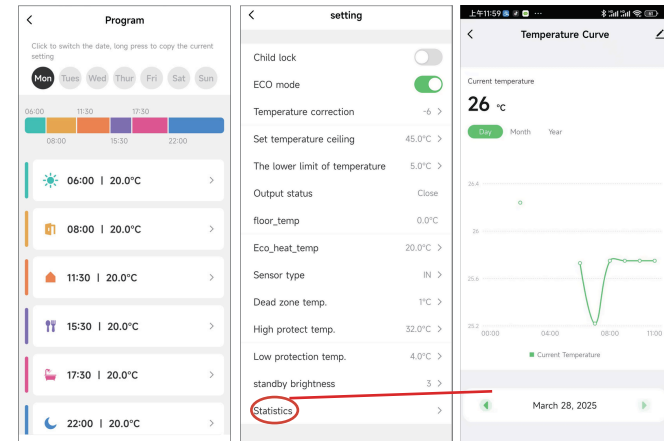 Program
Click to switch the date, long press to copy the current
setting
Mon Tues Wed Thur Fri Sat Sun
06:00 11:30 17:30
08:00 15:30 22:00
06:00 | 20.0°C
08:00 | 20.0°C
11:30 | 20.0°C
15:30 | 20.0°C
17:30 | 20.0°C
22:00 | 20.0°C
setting
Child lock
ECO mode
Temperature correction -6
Set temperature ceiling 45.0°C
The lower limit of temperature 5.0°C
Output status Close
floor_temp 0.0°C
Eco_heat_temp 20.0°C
Sensor type IN
Dead zone temp. 1°C
High protect temp. 32.0°C
Low protection temp. 4.0°C
standby brightness 3
Statistics
上午11:59
Temperature Curve
Current temperature
26 °C
Day Month Year
26.4
26
25.6
25.2
00:00 04:00 08:00 11:00
Current Temperature
March 28, 2025